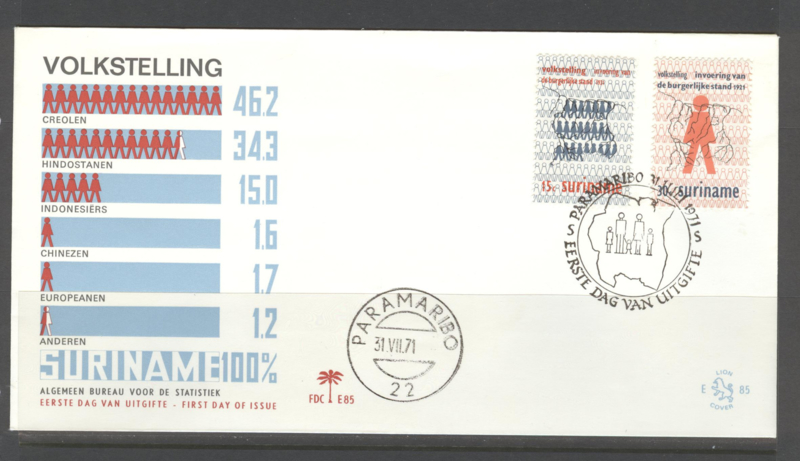 VOLKSTELLING
46.2
CREOLEN
34.3
HINDOSTANEN
15.0
INDONESIËRS
1.6
CHINEZEN
1.7
EUROPEANEN
1.2
ANDEREN
SURINAME 100%
ALGEMEEN BUREAU VOOR DE STATISTIEK
EERSTE DAG VAN UITGIFTE - FIRST DAY OF ISSUE
FDC E85
PARAMARIBO
31.VII.71
22
volkstelling invoering van
de burgerlijke stand 1921
15c suriname
volkstelling invoering van
de burgerlijke stand 1921
30c suriname
PARAMARIBO 1971
S EERSTE DAG VAN UITGIFTE S
LION
E 85
COVER